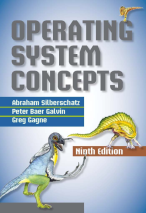 OPERATING
SYSTEM
CONCEPTS
Abraham Silberschatz
Peter Baer Galvin
Greg Gagne
Ninth Edition